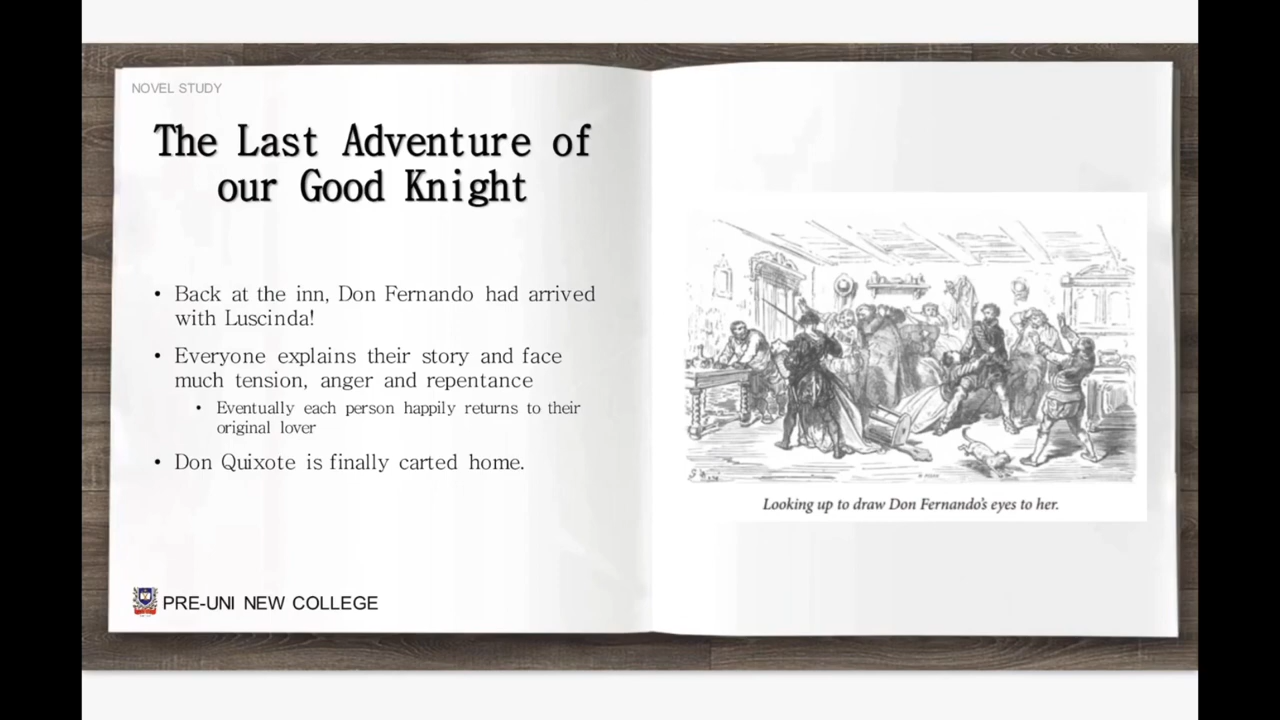 NOVEL STUDY
The Last Adventure of
our Good Knight
• Back at the inn, Don Fernando had arrived
with Luscinda!
• Everyone explains their story and face
much tension, anger and repentance
• Eventually each person happily returns to their
original lover
• Don Quixote is finally carted home.
Looking up to draw Don Fernando's eyes to her.
PRE-UNI NEW COLLEGE